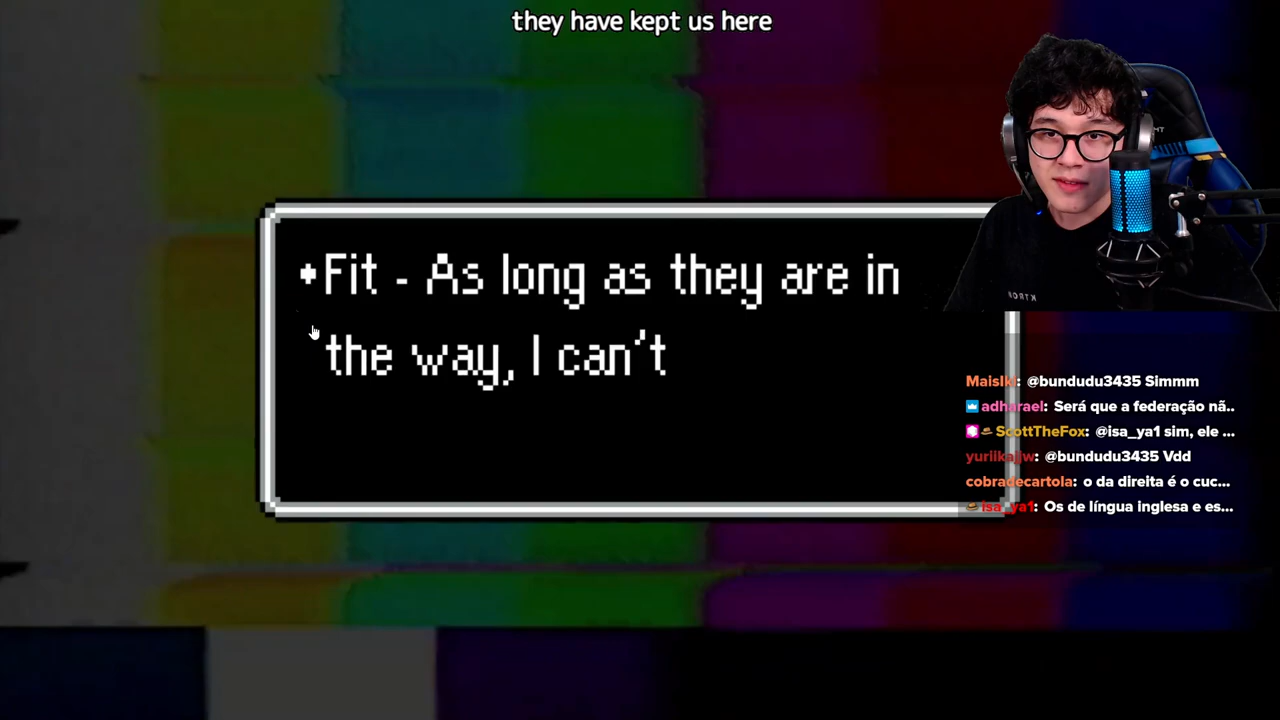 they have kept us here
Fit - As long as they are in
the way, I can't
Maislki: @bundudu3435 Simmm
adharael: Será que a federação nã..
ScottTheFox: @isa_ya1 sim, ele ...
@bundudu3435 Vdd
cobradecartola: o da direita é o cuc...
isa_ya1: Os de língua inglesa e es...